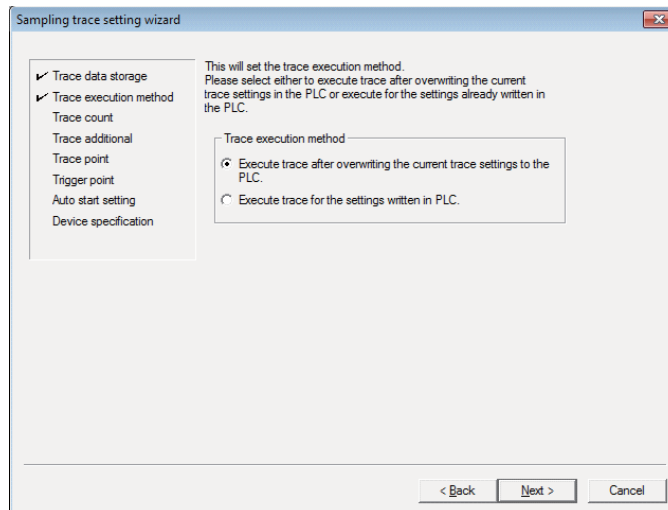 Sampling trace setting wizard
Trace data storage
Trace execution method
Trace count
Trace additional
Trace point
Trigger point
Auto start setting
Device specification
This will set the trace execution method.
Please select either to execute trace after overwriting the current
trace settings in the PLC or execute for the settings already written in
the PLC.
Trace execution method
Execute trace after overwriting the current trace settings to the
PLC.
Execute trace for the settings written in PLC.
< Back
Next >
Cancel